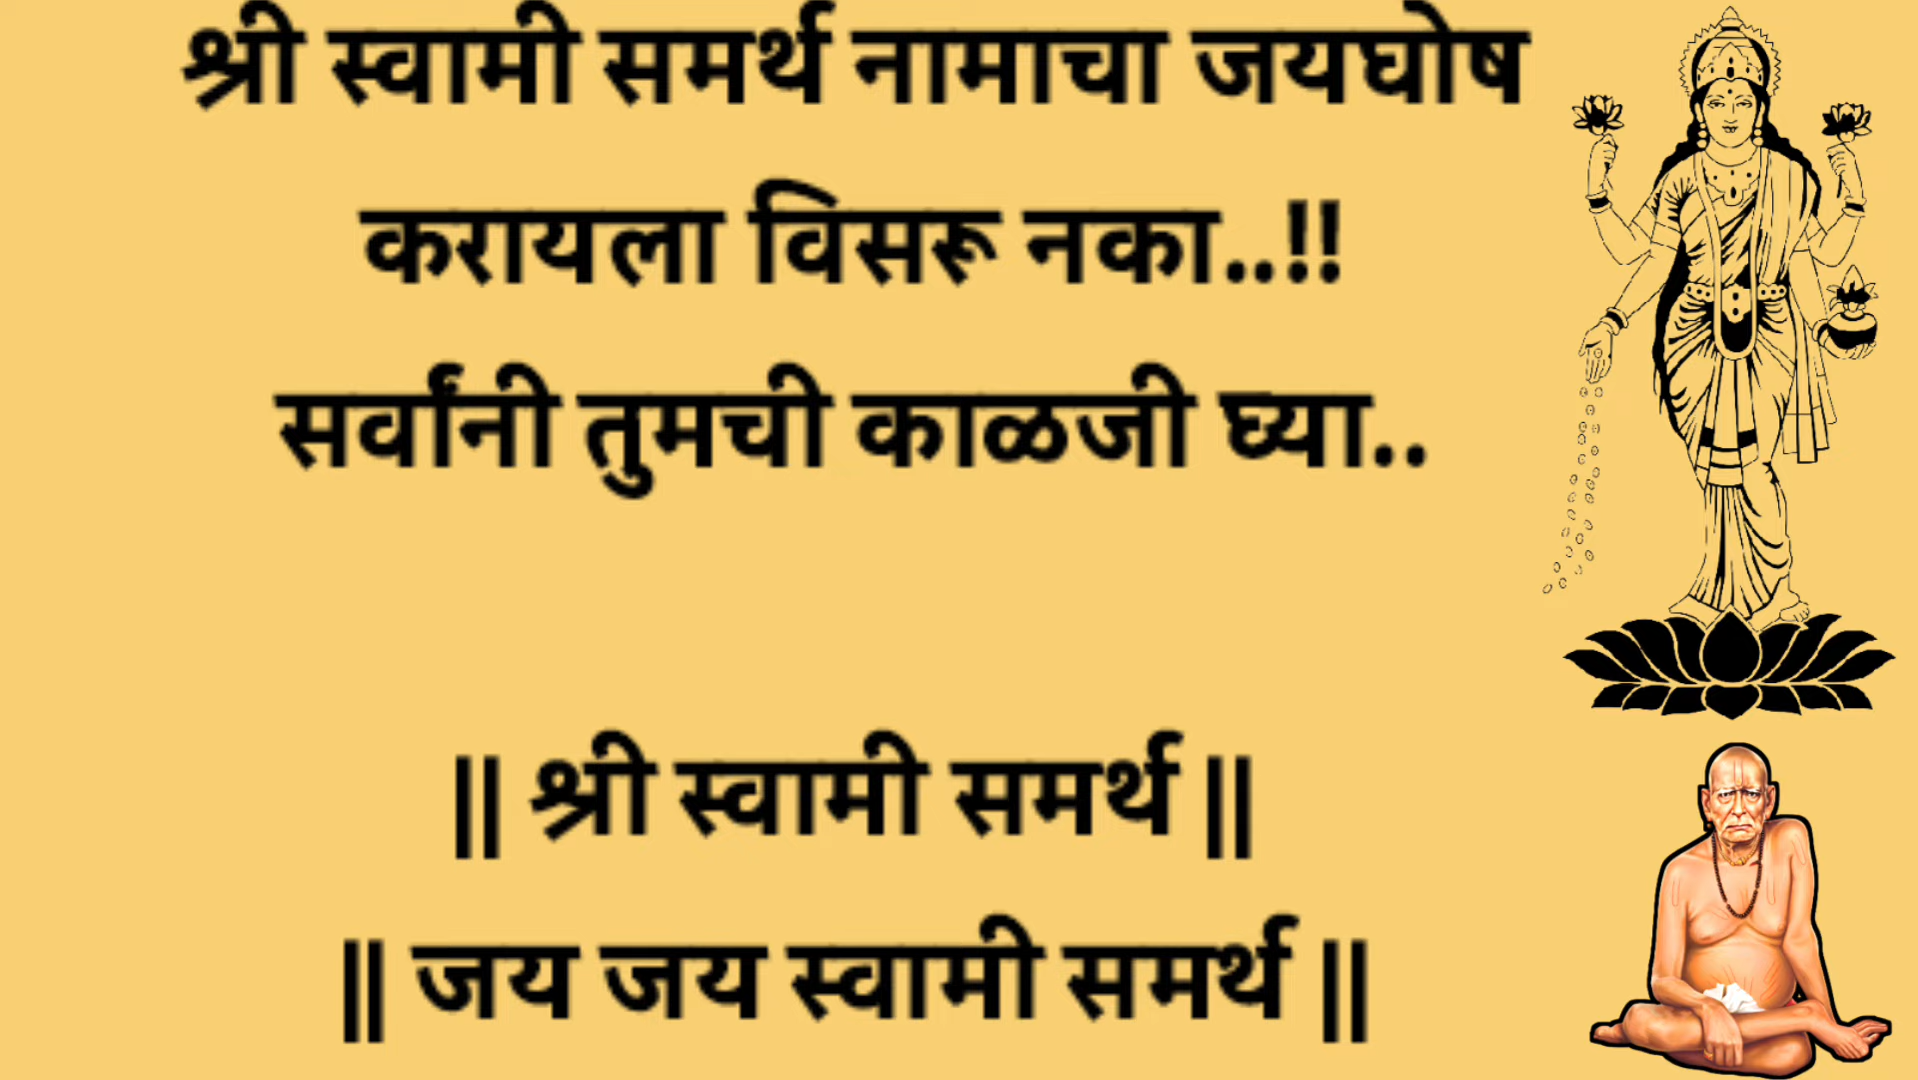 श्री स्वामी समर्थ नामाचा जयघोष
करायला विसरू नका..!!
सर्वांनी तुमची काळजी घ्या..
|| श्री स्वामी समर्थ ||
|| जय जय स्वामी समर्थ ||